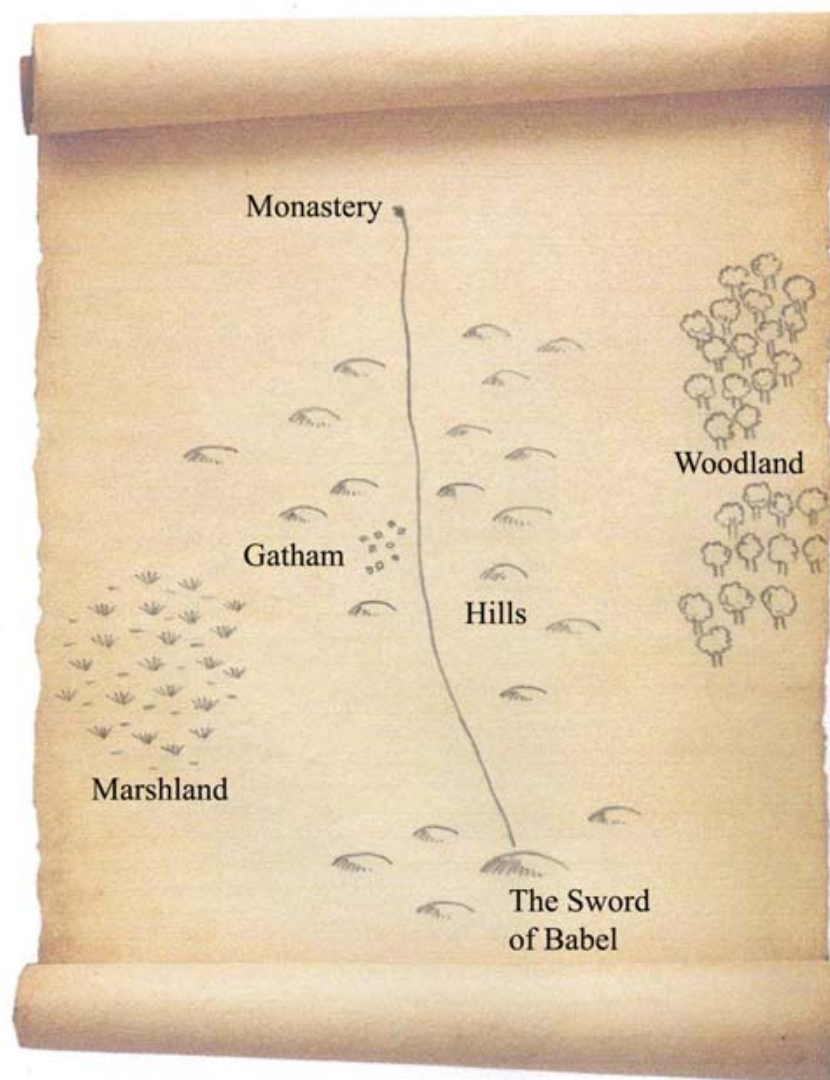 Monastery
Woodland
Gatham
Hills
Marshland
The Sword
of Babel